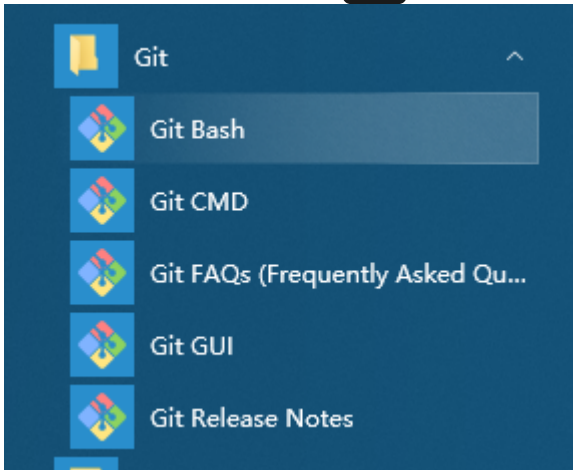 Git
Git Bash
Git CMD
Git FAQs (Frequently Asked Qu...
Git GUI
Git Release Notes